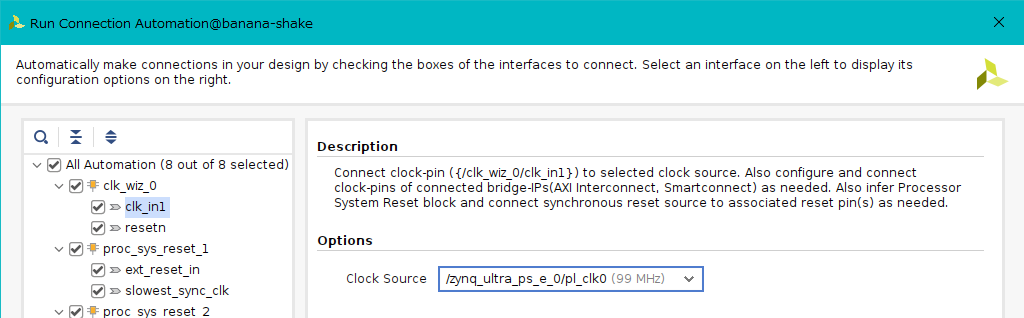 Run Connection Automation@banana-shake
Automatically make connections in your design by checking the boxes of the interfaces to connect. Select an interface on the left to display its
configuration options on the right.
All Automation (8 out of 8 selected)
clk_wiz_0
clk_in1
resetn
proc_sys_reset_1
ext_reset_in
slowest_sync_clk
proc_sys_reset_2
Description
Connect clock-pin ({/clk_wiz_0/clk_in1}) to selected clock source. Also configure and connect
clock-pins of connected bridge-IPs(AXI Interconnect, Smartconnect) as needed. Also infer Processor
System Reset block and connect synchronous reset source to associated reset pin(s) as needed.
Options
Clock Source /zynq_ultra_ps_e_0/pl_clk0 (99 MHz)